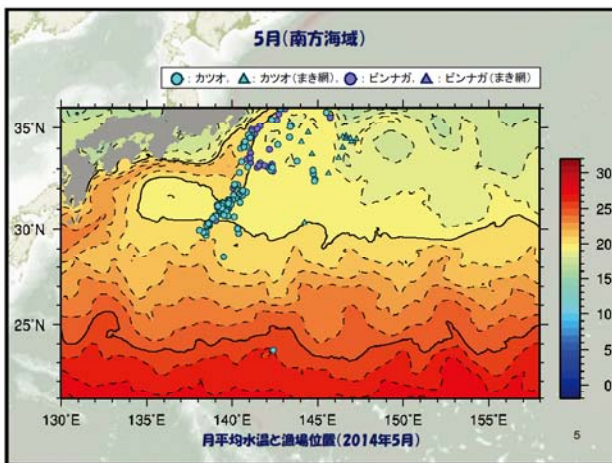 5月(南方海域)
：カツオ, ：カツオ(まき網), ：ビンナガ, ：ビンナガ(まき網)
35°N
30°N
25°N
130°E 135°E 140°E 145°E 150°E 155°E
30
25
20
15
10
5
0
月平均水温と漁場位置(2014年5月)
5